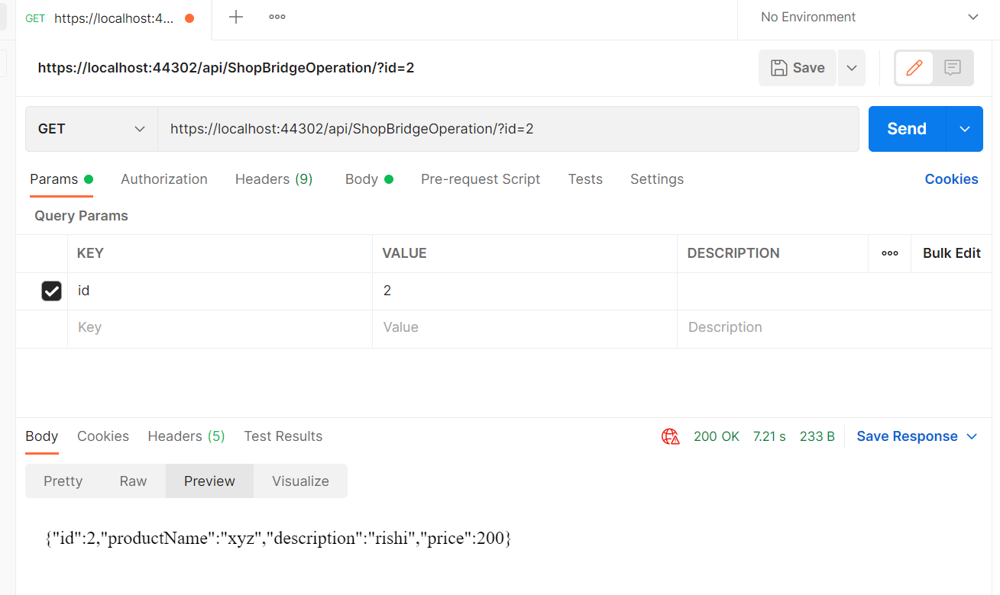 GET https://localhost:4... No Environment
https://localhost:44302/api/ShopBridgeOperation/?id=2 Save
GET https://localhost:44302/api/ShopBridgeOperation/?id=2 Send
Params Authorization Headers (9) Body Pre-request Script Tests Settings Cookies
Query Params
KEY VALUE DESCRIPTION Bulk Edit
id 2
Key Value Description
Body Cookies Headers (5) Test Results 200 OK 7.21 s 233 B Save Response
Pretty Raw Preview Visualize
{"id":2,"productName":"xyz","description":"rishi","price":200}